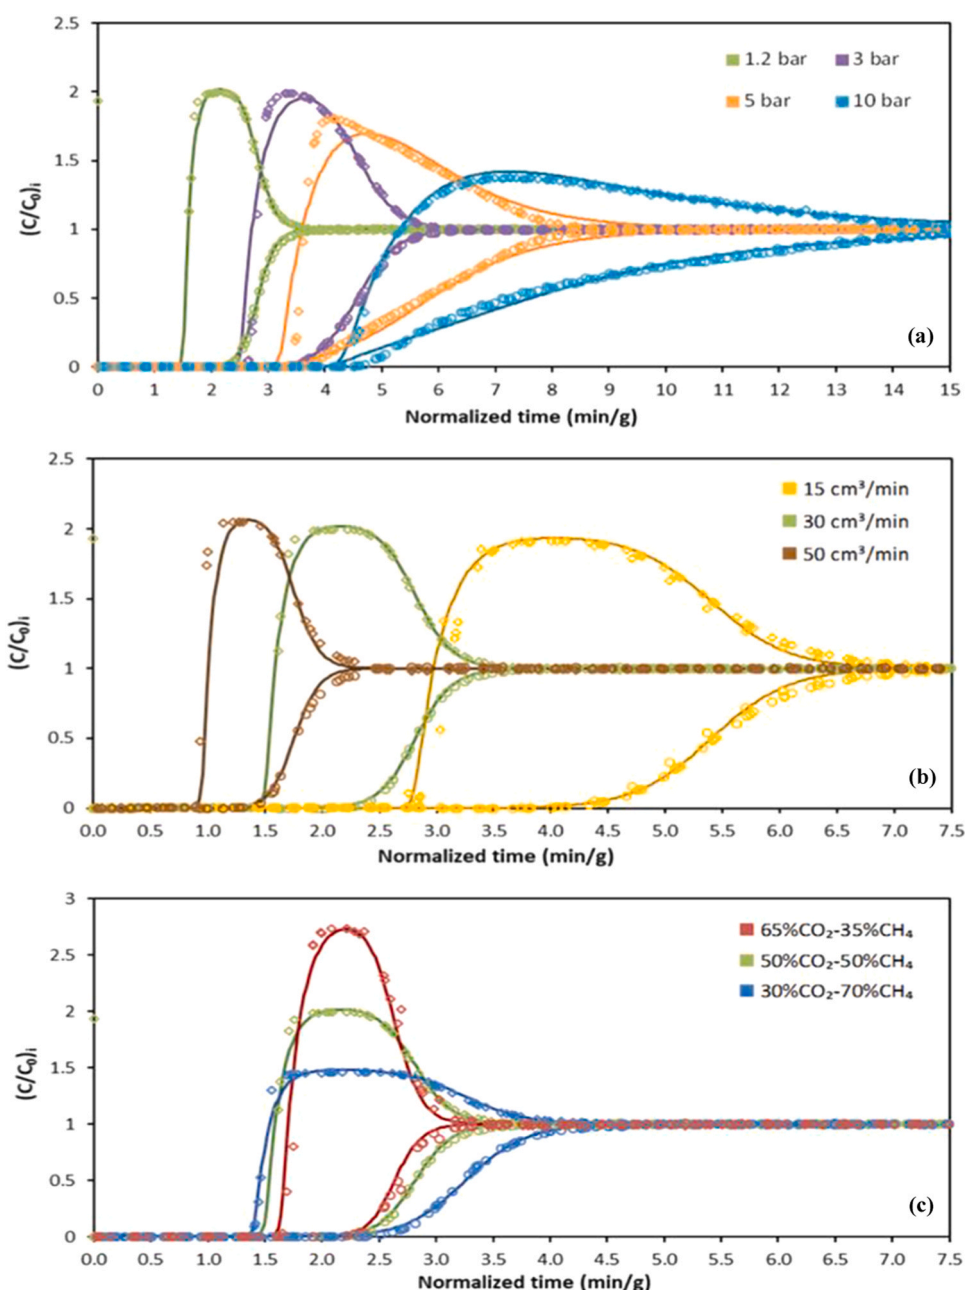 2.5
1.2 bar
3 bar
2
5 bar
10 bar
1.5
(C/C₀)ᵢ
1
0.5
(a)
0
0 1 2 3 4 5 6 7 8 9 10 11 12 13 14 15
Normalized time (min/g)
2.5
15 cm³/min
2
30 cm³/min
50 cm³/min
1.5
(C/C₀)ᵢ
1
0.5
(b)
0
0.0 0.5 1.0 1.5 2.0 2.5 3.0 3.5 4.0 4.5 5.0 5.5 6.0 6.5 7.0 7.5
Normalized time (min/g)
3
65%CO₂-35%CH₄
2.5
50%CO₂-50%CH₄
30%CO₂-70%CH₄
2
1.5
(C/C₀)ᵢ
1
0.5
(c)
0
0.0 0.5 1.0 1.5 2.0 2.5 3.0 3.5 4.0 4.5 5.0 5.5 6.0 6.5 7.0 7.5
Normalized time (min/g)